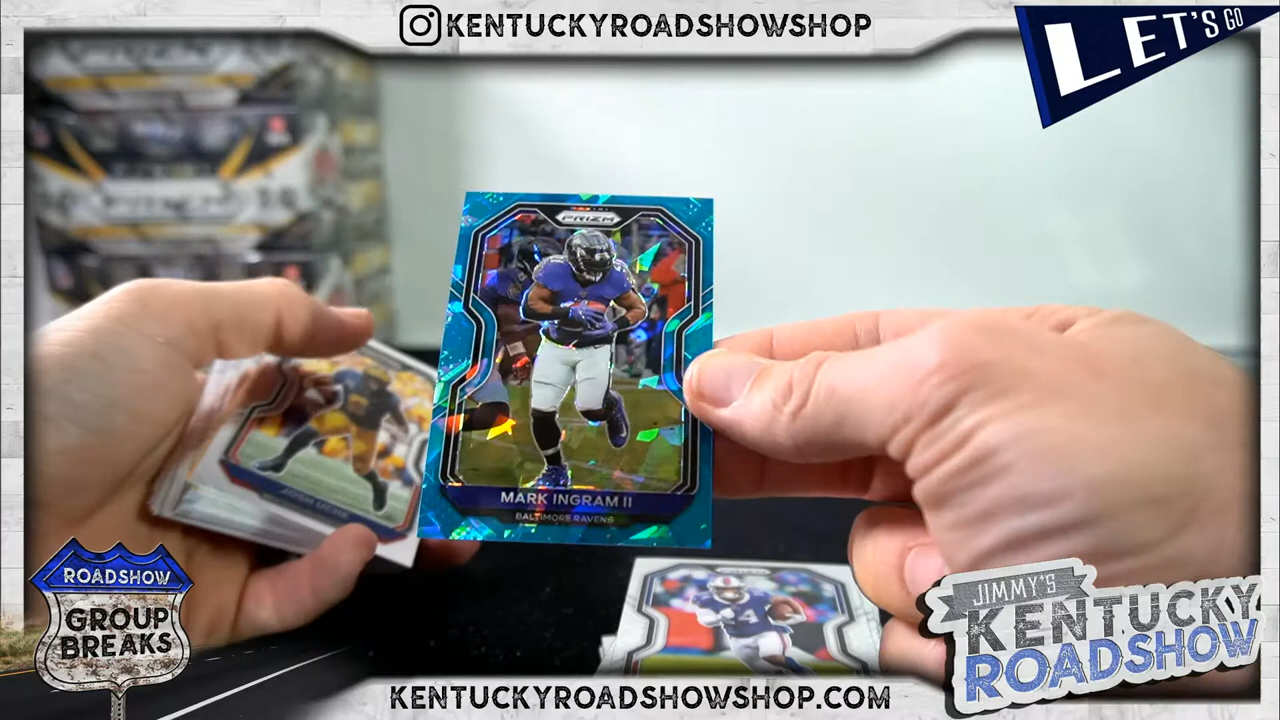 KENTUCKYROADSHOWSHOP
LET'S GO
PRIZM
MARK INGRAM II
BALTIMORE RAVENS
ROADSHOW
GROUP
BREAKS
JIMMY'S
KENTUCKY
ROADSHOW
KENTUCKYROADSHOWSHOP.COM